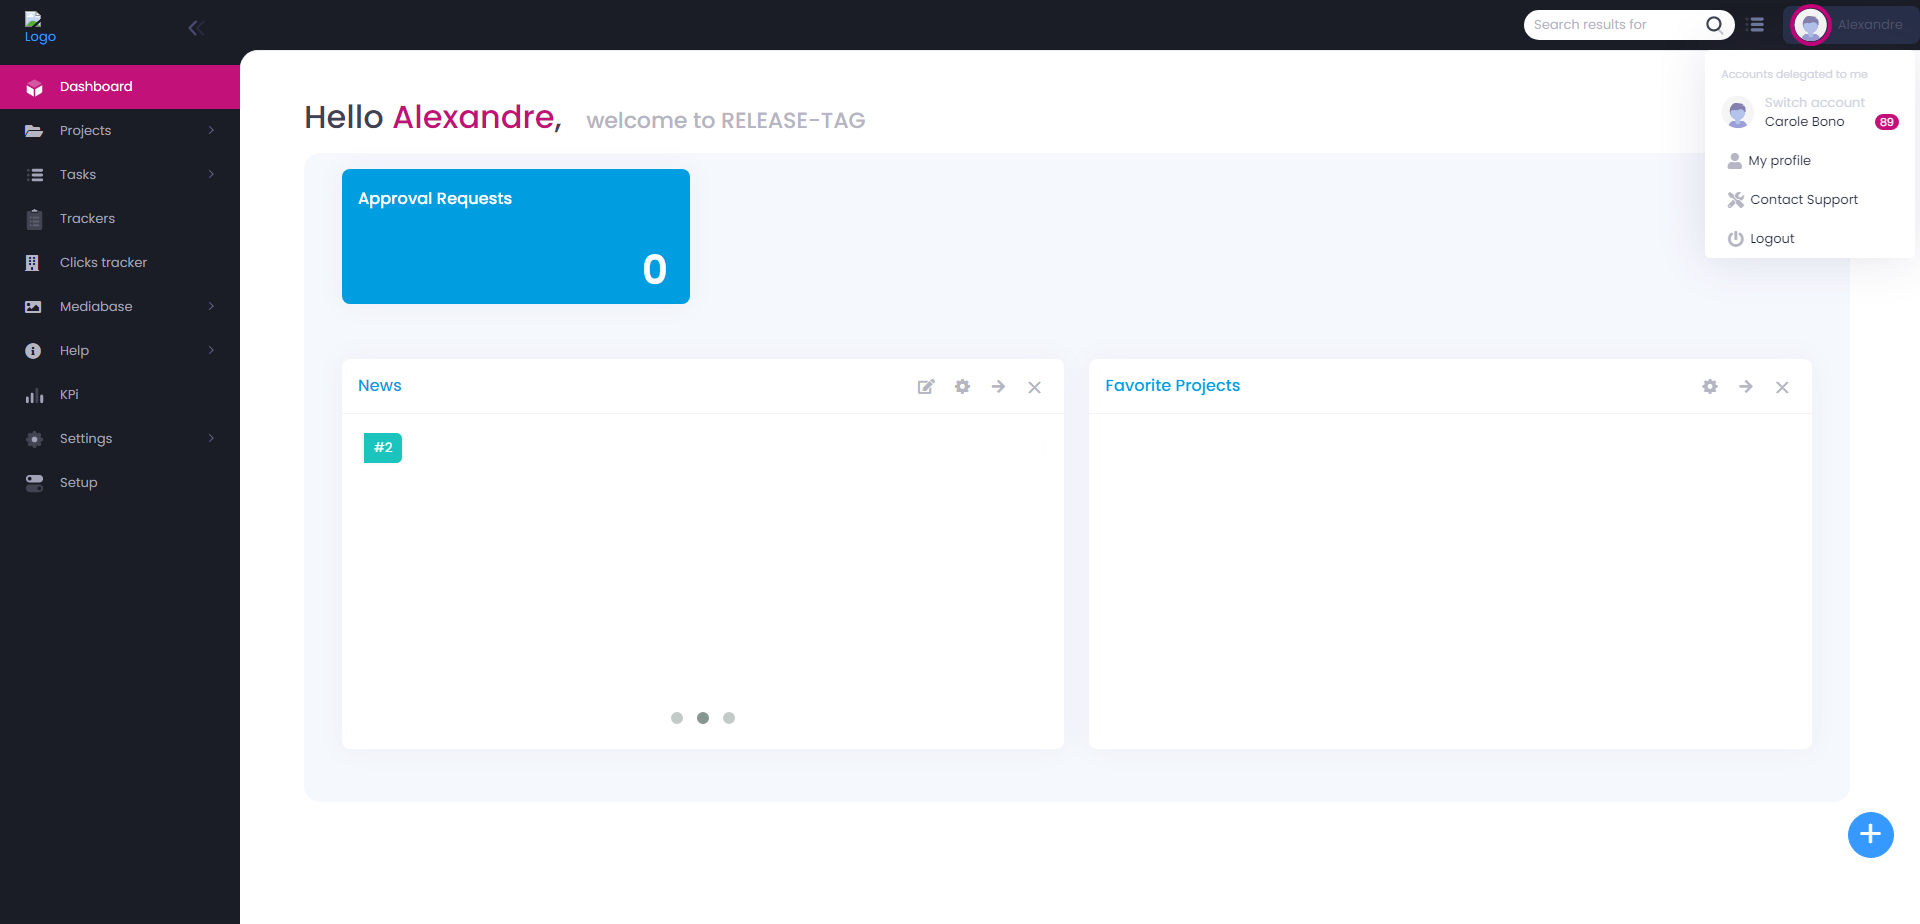 Logo
Search results for
Alexandre
Dashboard
Projects
Tasks
Trackers
Clicks tracker
Mediabase
Help
KPi
Settings
Setup
Hello Alexandre, welcome to RELEASE-TAG
Accounts delegated to me
Switch account
Carole Bono
89
My profile
Contact Support
Logout
Approval Requests
0
News
#2
Favorite Projects